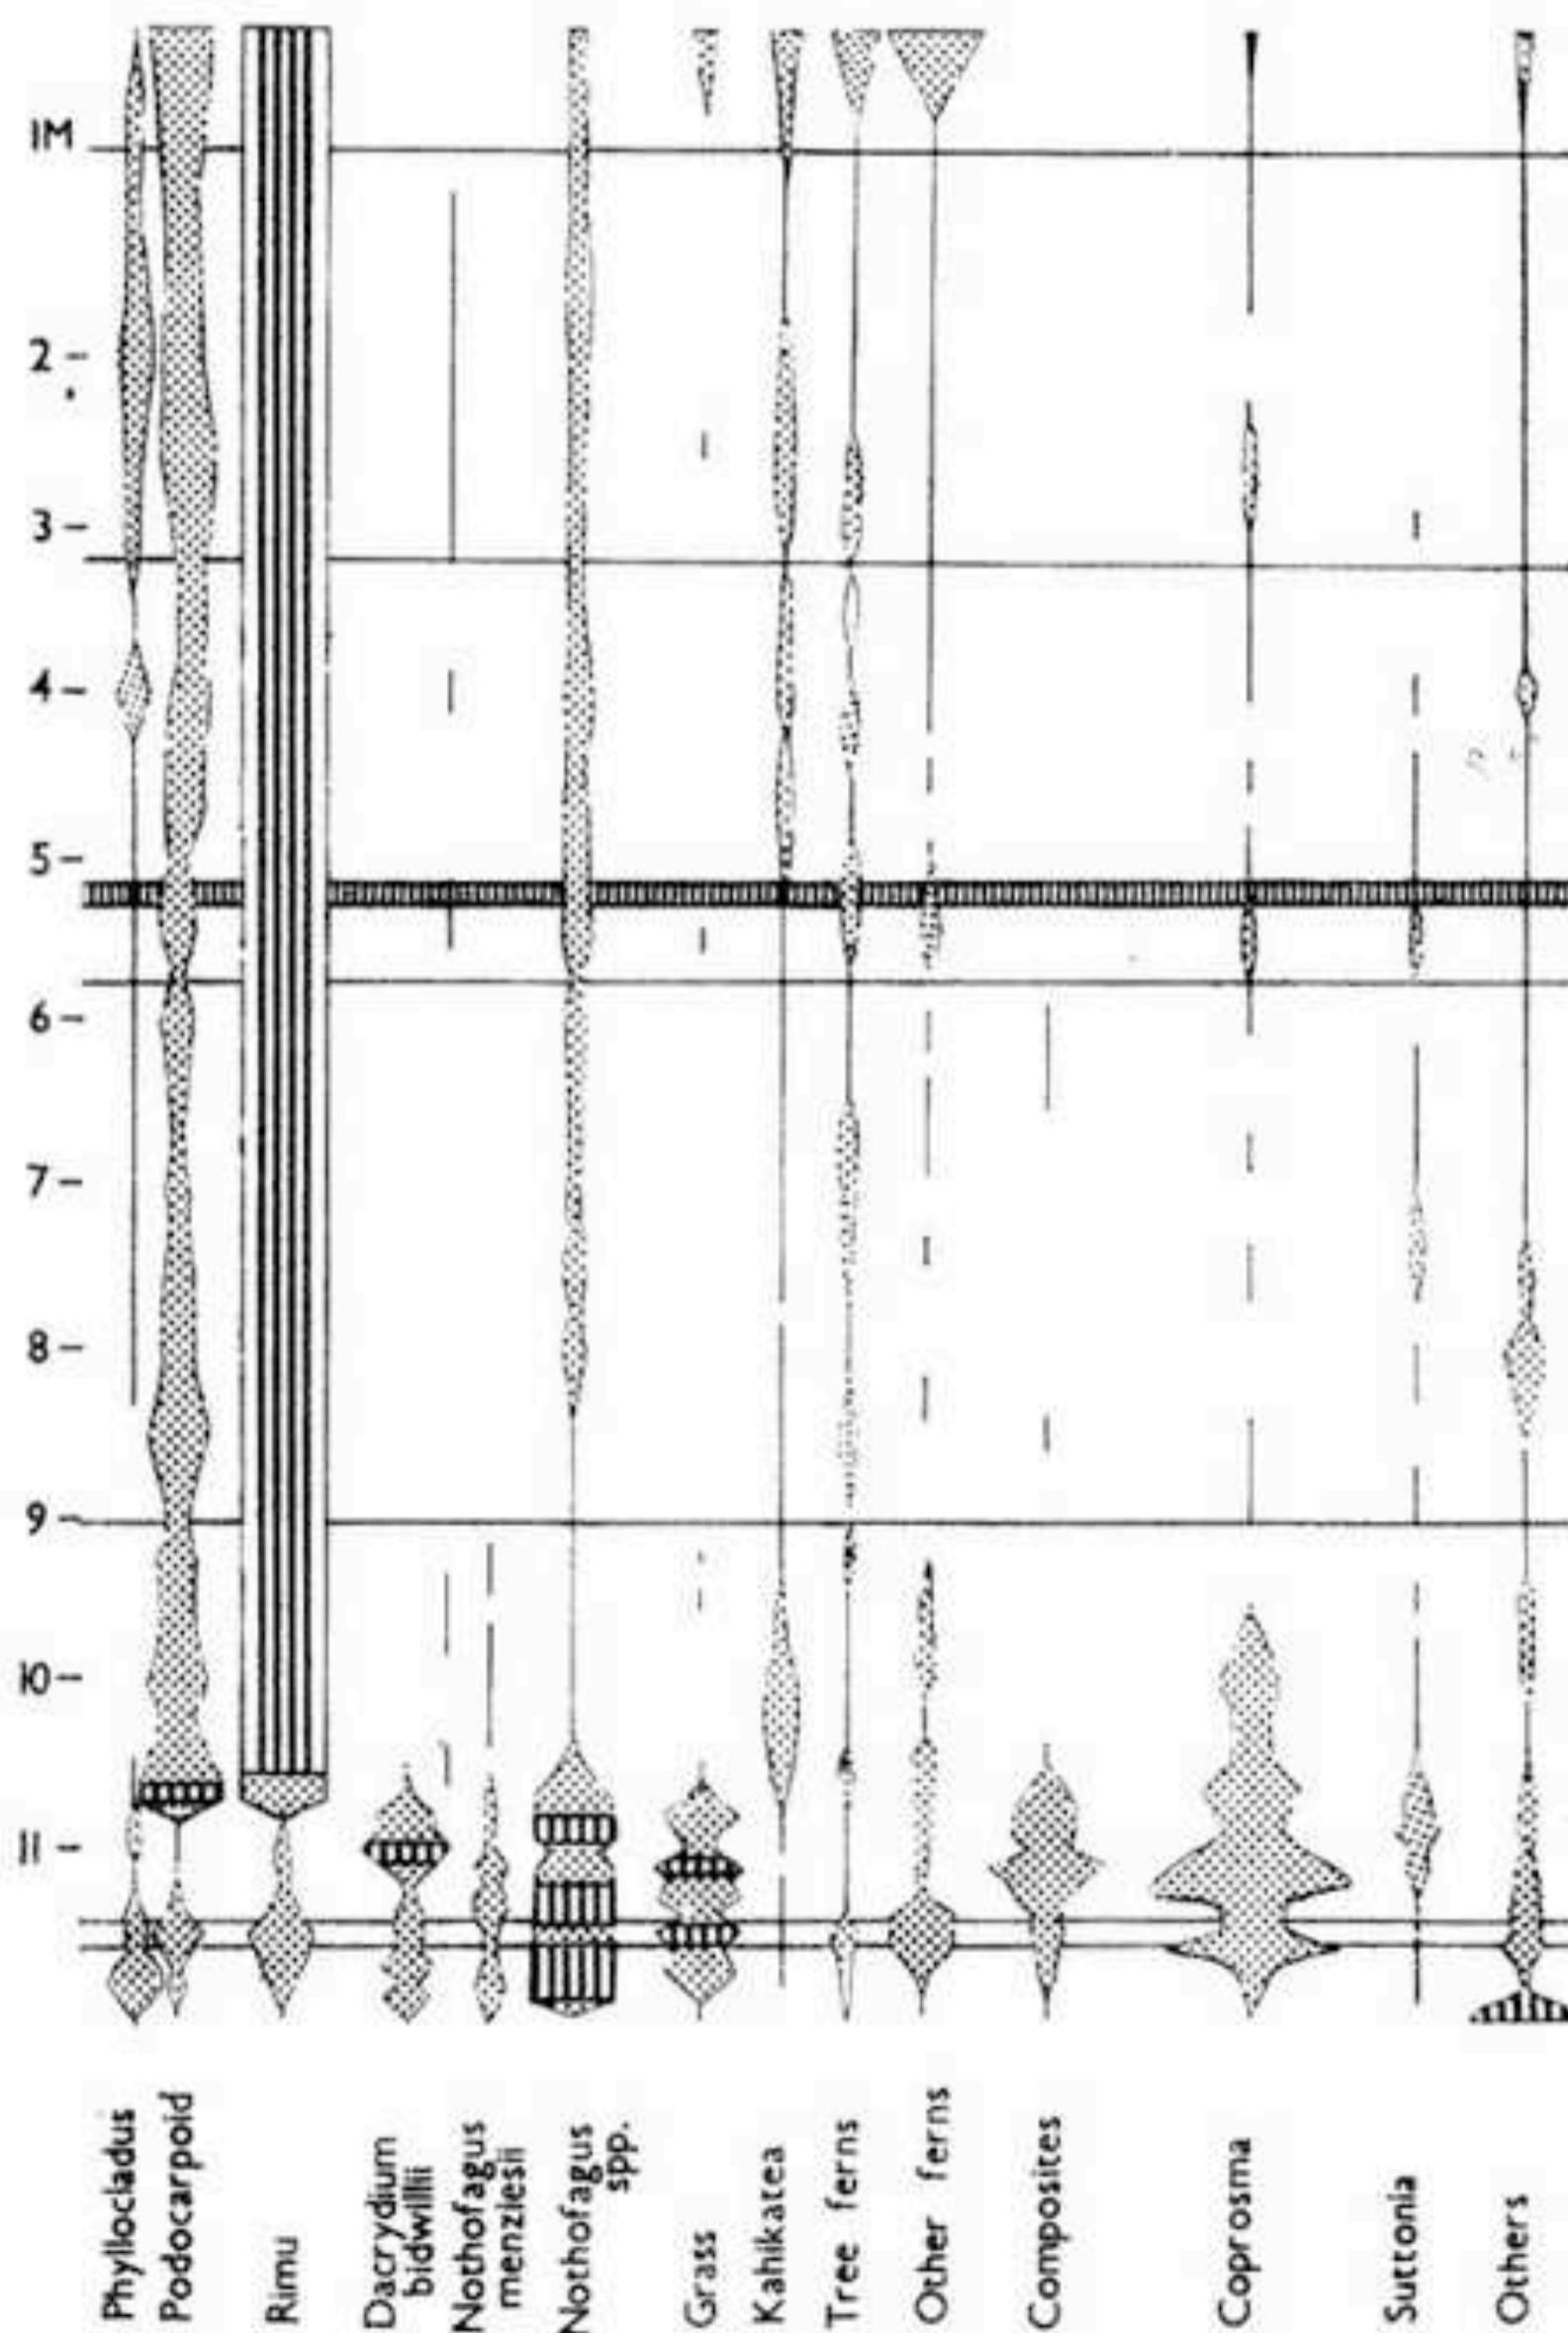 1M
2
3
4
5
6
7
8
9
10
11
Phyllocladus
Podocarpoid
Rimu
Dacrydium
bidwillii
Nothofagus
menziesii
Nothofagus
spp.
Grass
Kahikatea
Tree ferns
Other ferns
Composites
Coprosma
Suttonia
Others